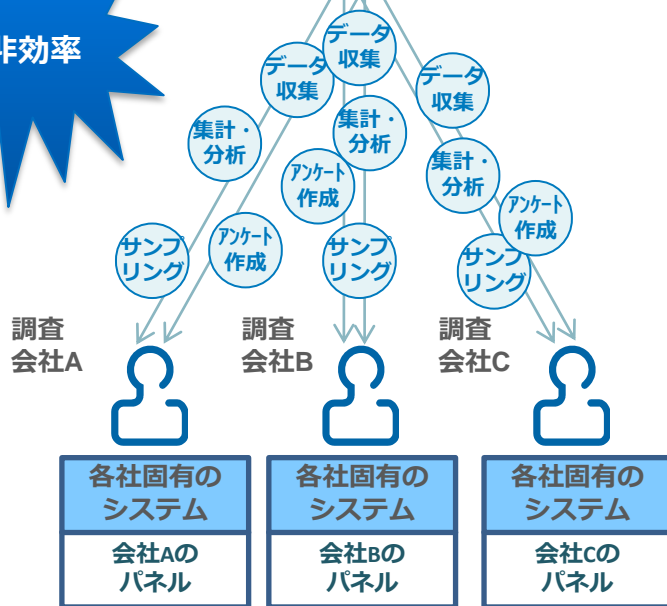 非効率
データ
収集
データ
収集
データ
収集
集計・
分析
集計・
分析
集計・
分析
アンケート
作成
アンケート
作成
アンケート
作成
サンプ
リング
サンプ
リング
サンプ
リング
調査
会社A
調査
会社B
調査
会社C
各社固有の
システム
各社固有の
システム
各社固有の
システム
会社Aの
パネル
会社Bの
パネル
会社Cの
パネル